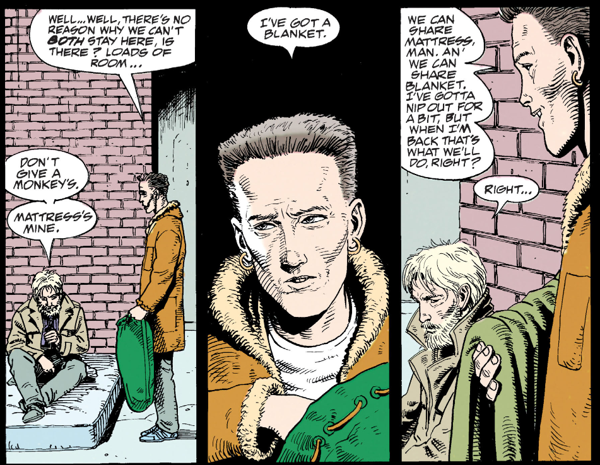 WELL...WELL, THERE'S NO
REASON WHY WE CAN'T
BOTH STAY HERE, IS
THERE? LOADS OF
ROOM...
DON'T
GIVE A
MONKEY'S.
MATTRESS'S
MINE.
I'VE GOT A
BLANKET.
WE CAN
SHARE
MATTRESS,
MAN. AN'
WE CAN
SHARE
BLANKET.
I'VE GOTTA
NIP OUT FOR
A BIT, BUT
WHEN I'M
BACK THAT'S
WHAT WE'LL
DO, RIGHT?
RIGHT...